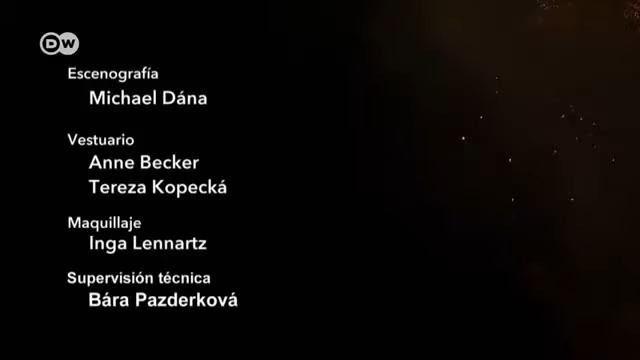 DW
Escenografía
Michael Dána
Vestuario
Anne Becker
Tereza Kopecká
Maquillaje
Inga Lennartz
Supervisión técnica
Bára Pazderková